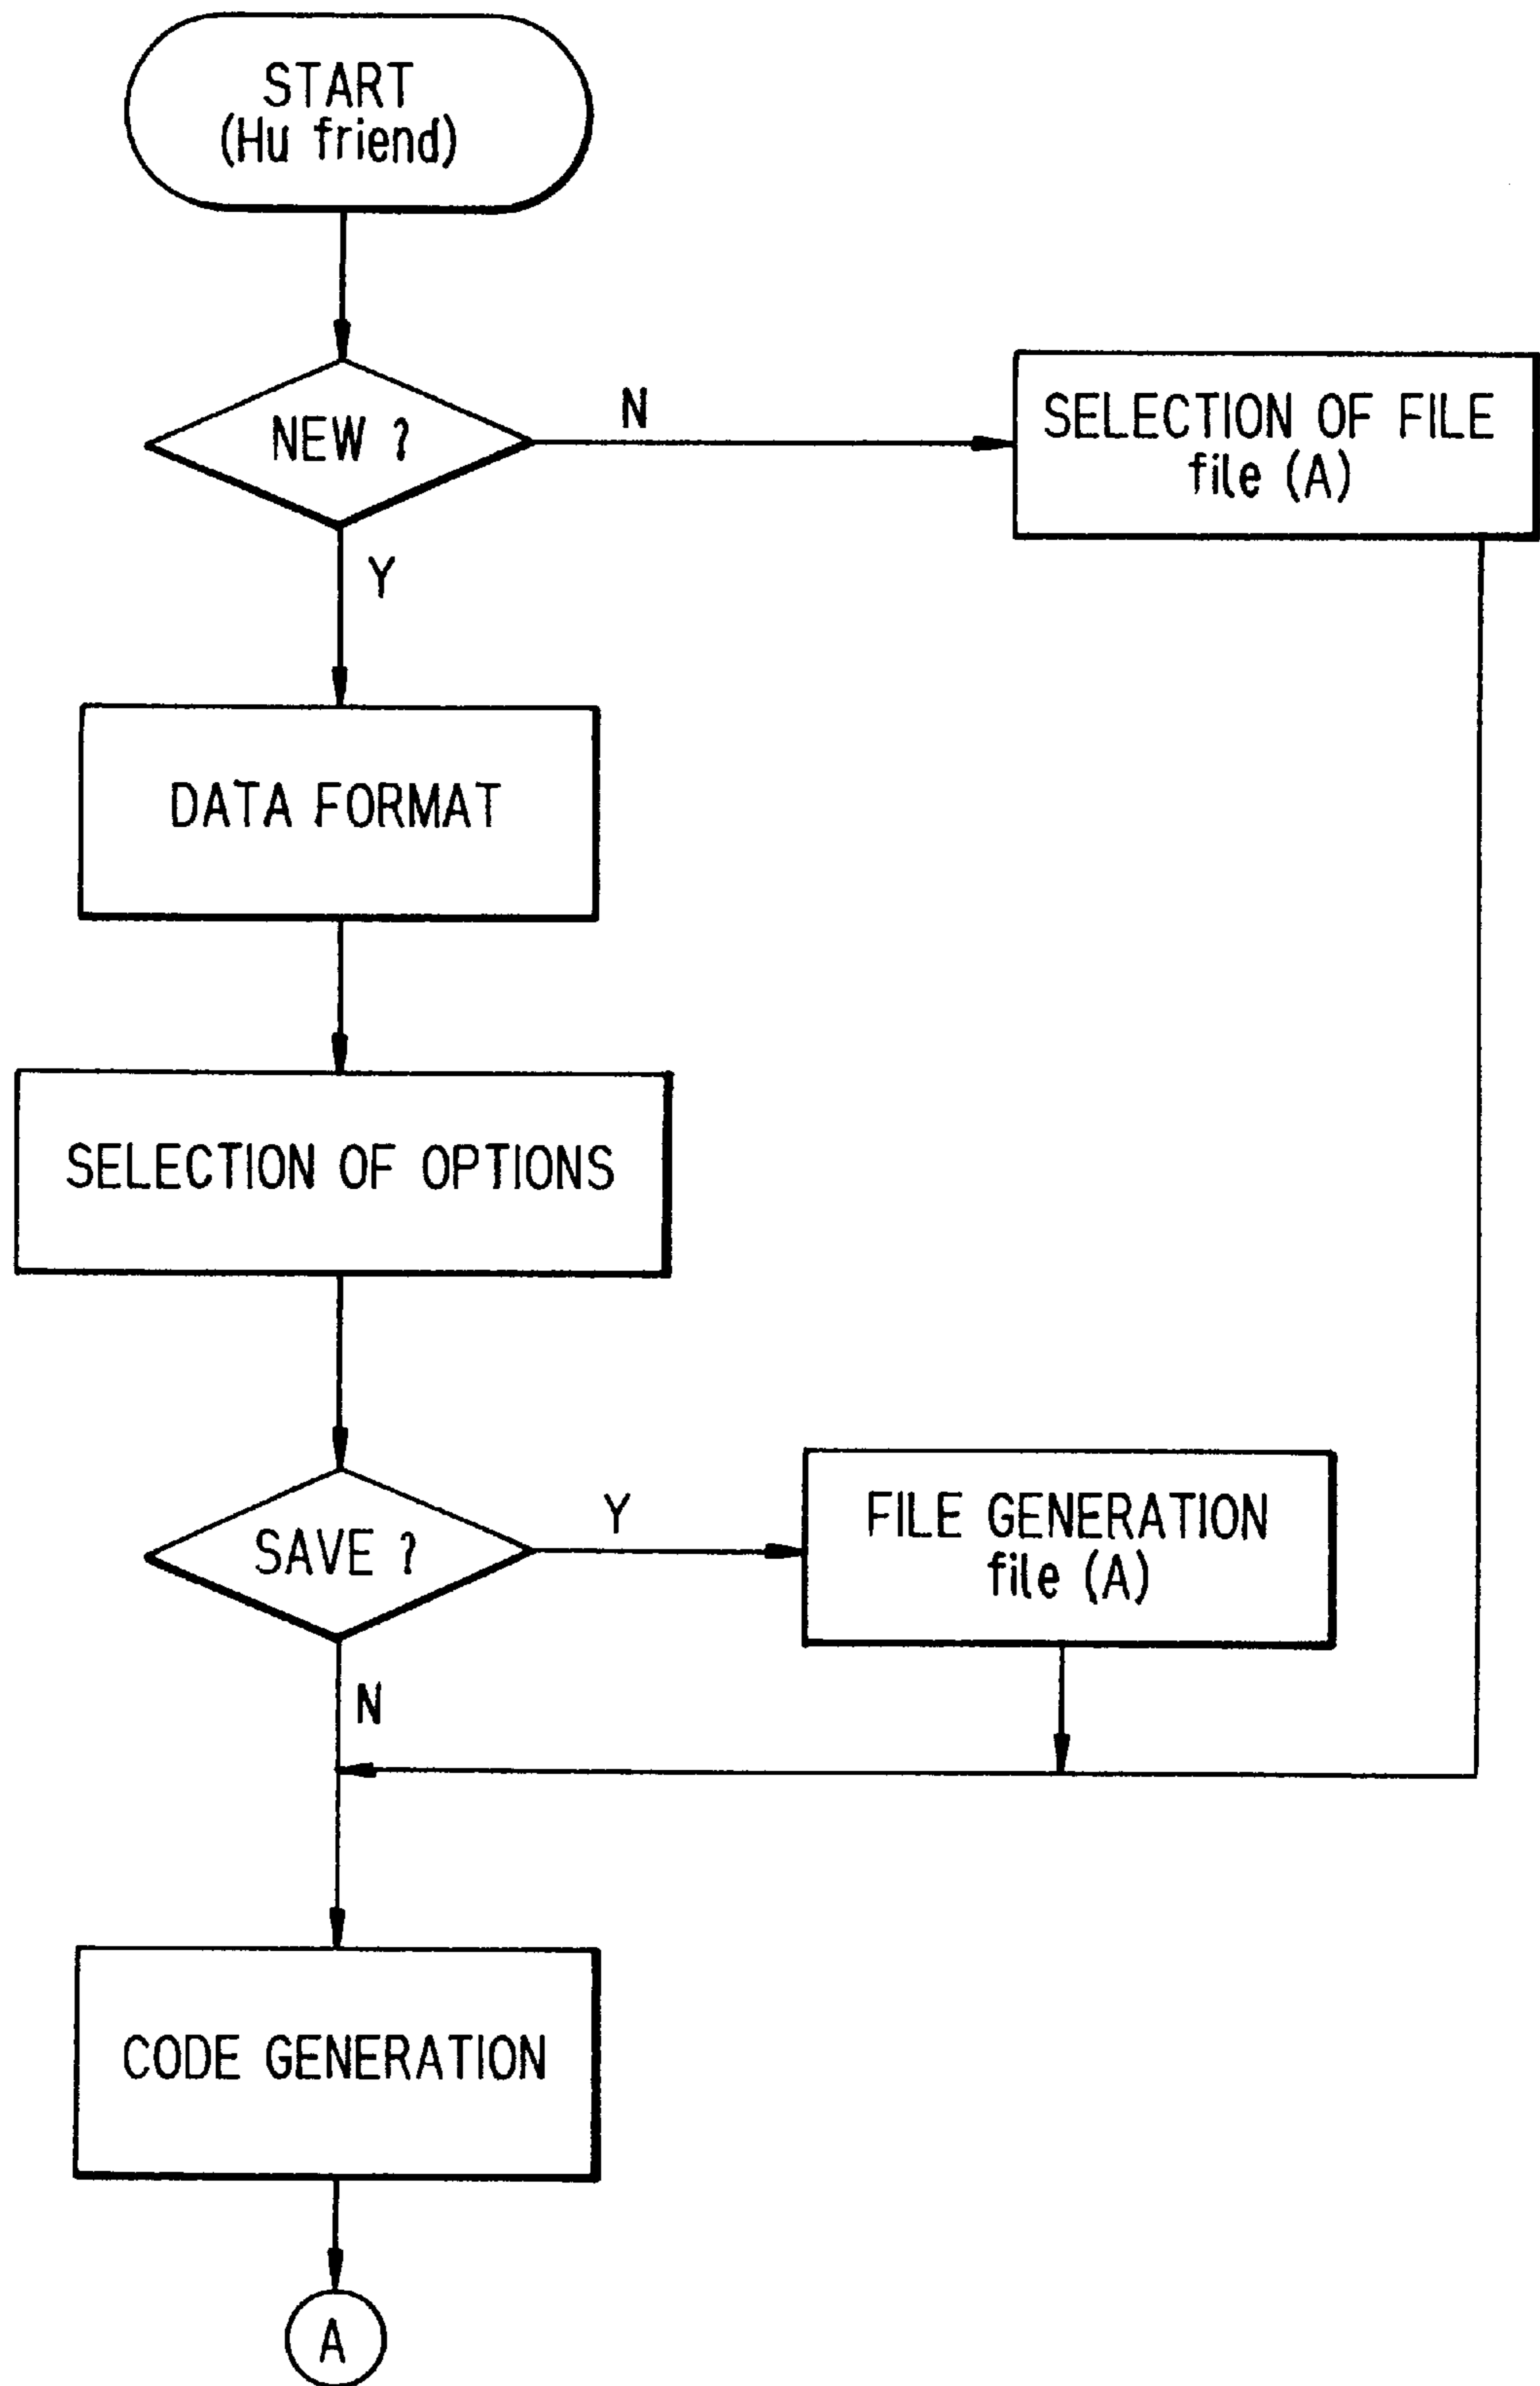 START
(Hu friend)
NEW ?
N
SELECTION OF FILE
file (A)
Y
DATA FORMAT
SELECTION OF OPTIONS
SAVE ?
Y
FILE GENERATION
file (A)
N
CODE GENERATION
A